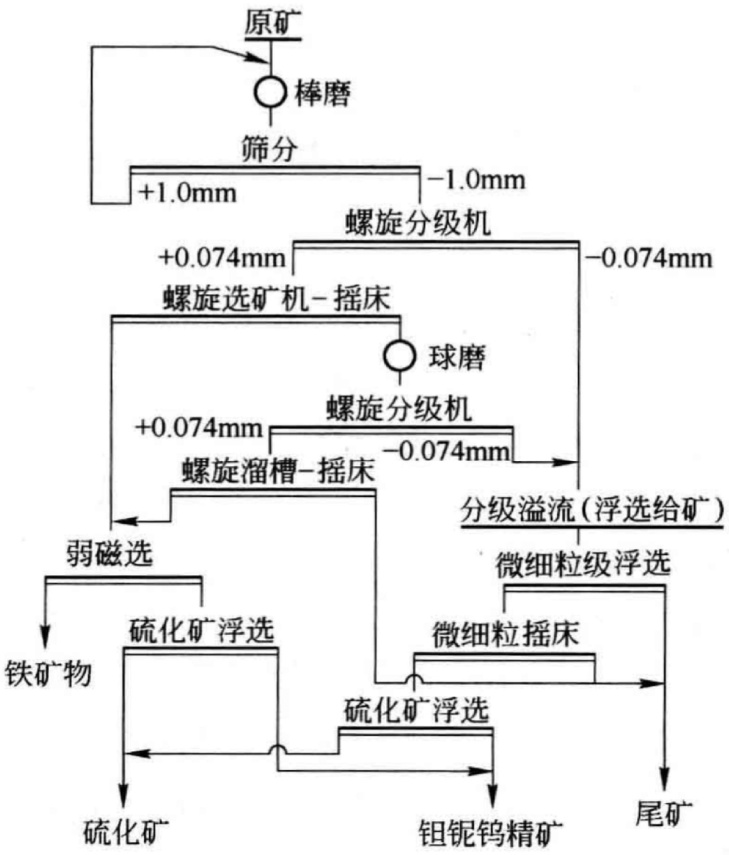 原矿
棒磨
筛分
+1.0mm
−1.0mm
螺旋分级机
+0.074mm
−0.074mm
螺旋选矿机−摇床
球磨
螺旋分级机
+0.074mm
−0.074mm
螺旋溜槽−摇床
分级溢流(浮选给矿)
弱磁选
微细粒级浮选
硫化矿浮选
微细粒摇床
铁矿物
硫化矿浮选
硫化矿
钽铌钨精矿
尾矿